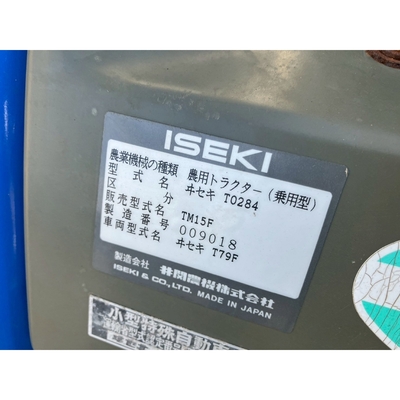 ISEKI
農業機械の種類 農用トラクター(乗用型)
型式名 ヰセキ TO284
区分
販売型式名 TM15F
製造番号 009018
車両型式名 ヰセキ T79F
製造会社 井関農機株式会社
ISEKI & CO., LTD. MADE IN JAPAN
小型特殊自動車